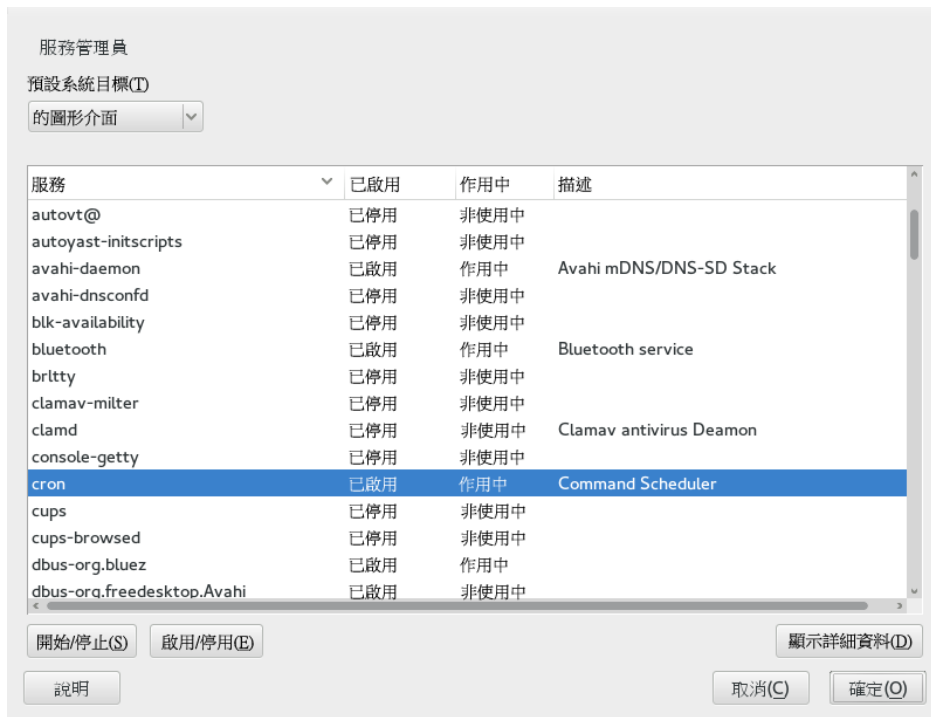 服務管理員
預設系統目標(T)
的圖形介面
服務 已啟用 作用中 描述
autovt@ 已停用 非使用中
autoyast-initscripts 已停用 非使用中
avahi-daemon 已啟用 作用中 Avahi mDNS/DNS-SD Stack
avahi-dnsconfd 已停用 非使用中
blk-availability 已停用 非使用中
bluetooth 已啟用 作用中 Bluetooth service
brltty 已停用 非使用中
clamav-milter 已停用 非使用中
clamd 已停用 非使用中 Clamav antivirus Deamon
console-getty 已停用 非使用中
cron 已啟用 作用中 Command Scheduler
cups 已停用 非使用中
cups-browsed 已停用 非使用中
dbus-org.bluez 已啟用 作用中
dbus-org.freedesktop.Avahi 已啟用 非使用中
開始/停止(S) 啟用/停用(E) 顯示詳細資料(D)
說明 取消(C) 確定(O)